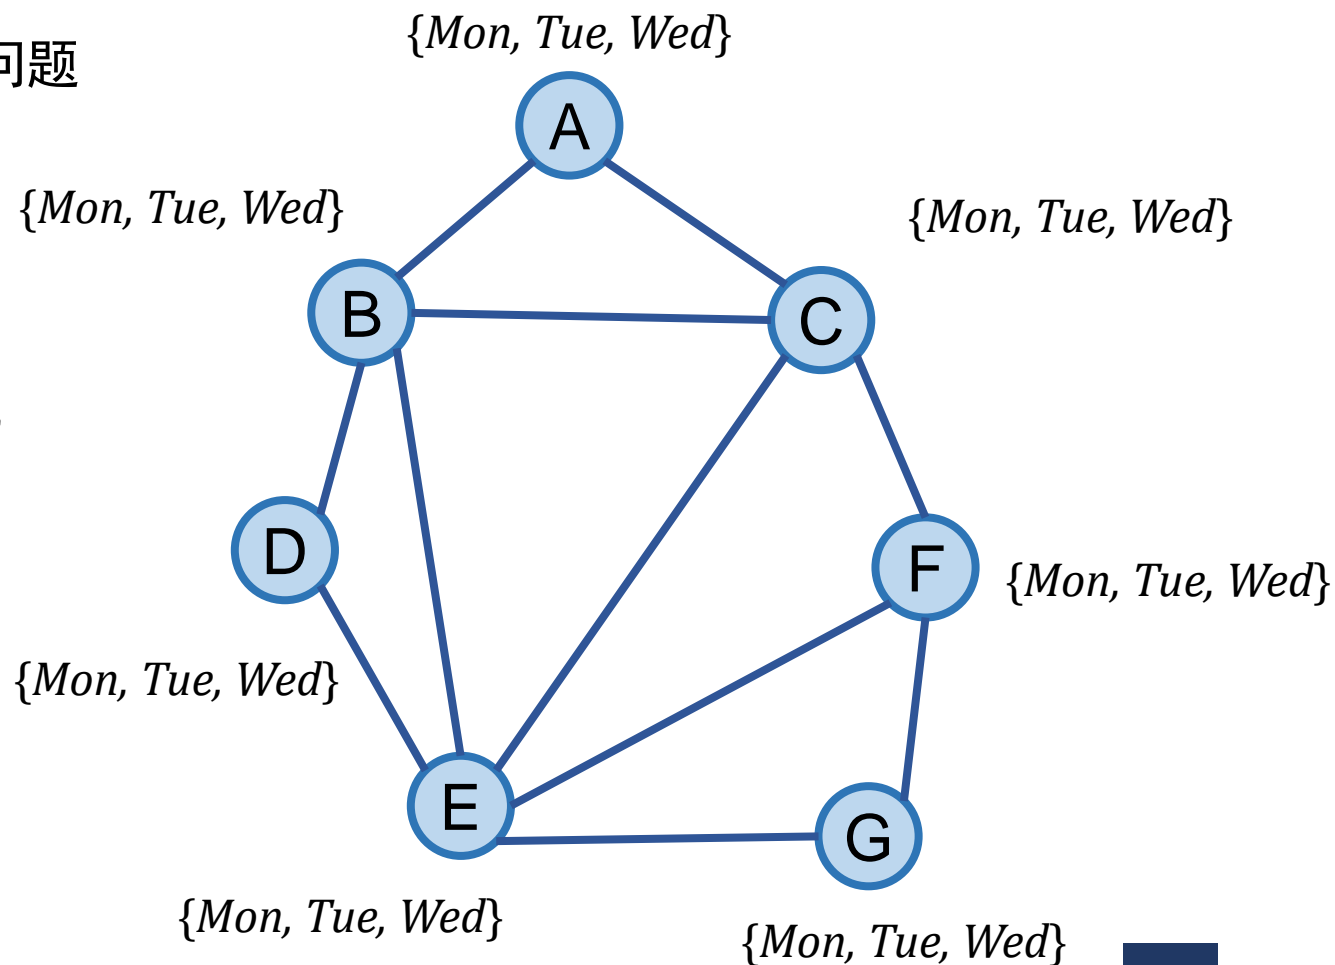 {Mon, Tue, Wed}
问题
A
{Mon, Tue, Wed}
{Mon, Tue, Wed}
B
C
D
F
{Mon, Tue, Wed}
{Mon, Tue, Wed}
E
G
{Mon, Tue, Wed}
{Mon, Tue, Wed}